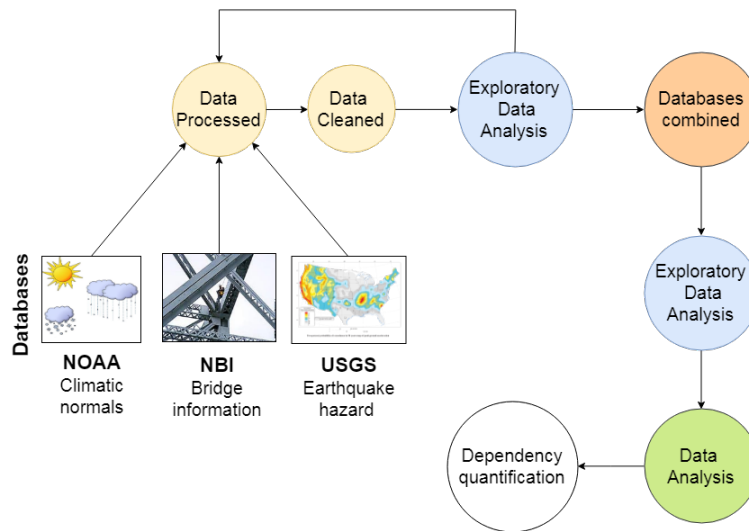 Data
Processed
Data
Cleaned
Exploratory
Data
Analysis
Databases
combined
Exploratory
Data
Analysis
Data
Analysis
Dependency
quantification
Databases
NOAA
Climatic
normals
NBI
Bridge
information
USGS
Earthquake
hazard